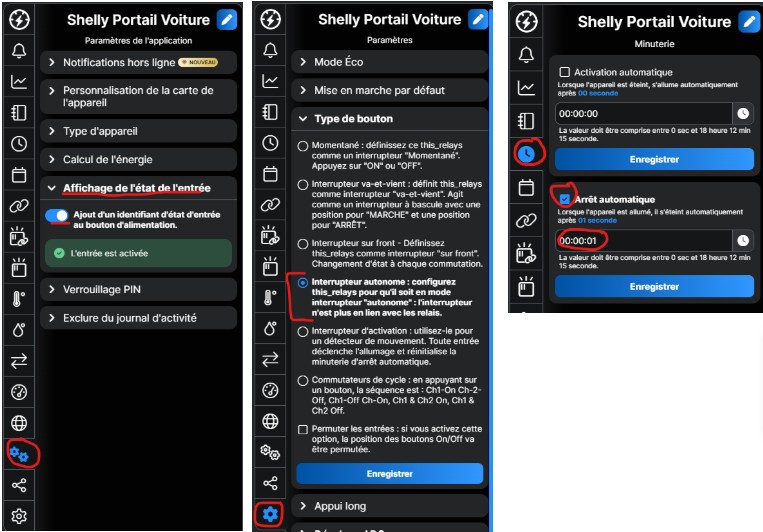 Shelly Portail Voiture
Paramètres de l'application
Notifications hors ligne NOUVEAU
Personnalisation de la carte de
l'appareil
Type d'appareil
Calcul de l'énergie
Affichage de l'état de l'entrée
Ajout d'un identifiant d'état d'entrée
au bouton d'alimentation.
L'entrée est activée
Verrouillage PIN
Exclure du journal d'activité
Shelly Portail Voiture
Paramètres
Mode Éco
Mise en marche par défaut
Type de bouton
Momentané : définissez ce this_relays
comme un interrupteur "Momentané".
Appuyez sur "ON" ou "OFF".
Interrupteur va-et-vient : définit this_relays
comme interrupteur "va-et-vient". Agit
comme un interrupteur à bascule avec une
position pour "MARCHE" et une position
pour "ARRÊT".
Interrupteur sur front - Définissez
this_relays comme interrupteur "sur front".
Changement d'état à chaque commutation.
Interrupteur autonome : configurez
this_relays pour qu'il soit en mode
interrupteur "autonome" : l'interrupteur
n'est plus en lien avec les relais.
Interrupteur d'activation : utilisez-le pour
un détecteur de mouvement. Toute entrée
déclenche l'allumage et réinitialise la
minuterie d'arrêt automatique.
Commutateurs de cycle : en appuyant sur
un bouton, la séquence est : Ch1-On Ch-2-
Off, Ch1-Off Ch-On, Ch1 & Ch2 On, Ch1 &
Ch2 Off.
Permuter les entrées : si vous activez cette
option, la position des boutons On/Off va
être permutée.
Enregistrer
Appui long
Shelly Portail Voiture
Minuterie
Activation automatique
Lorsque l'appareil est éteint, s'allume automatiquement
après 00 seconde
00:00:00
La valeur doit être comprise entre 0 sec et 18 heure 12 min
15 seconde.
Enregistrer
Arrêt automatique
Lorsque l'appareil est allumé, il s'éteint automatiquement
après 01 seconde
00:00:01
La valeur doit être comprise entre 0 sec et 18 heure 12 min
15 seconde.
Enregistrer